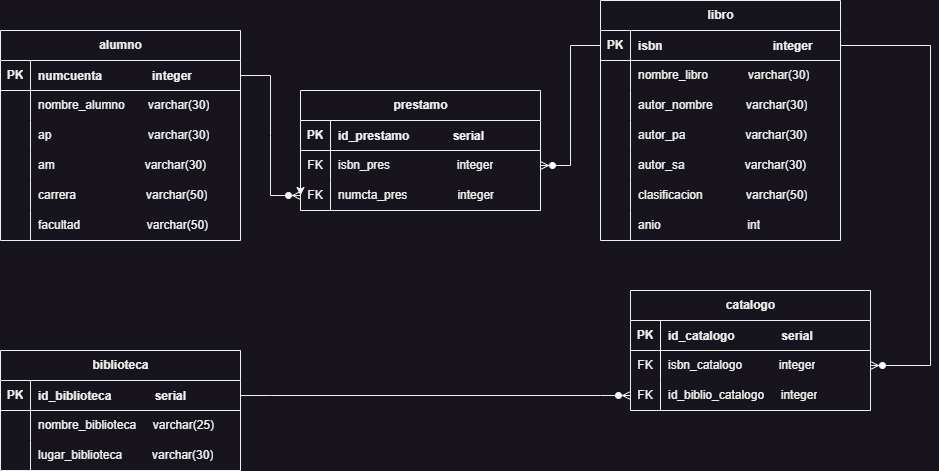 alumno
PK numcuenta integer
nombre_alumno varchar(30)
ap varchar(30)
am varchar(30)
carrera varchar(50)
facultad varchar(50)
prestamo
PK id_prestamo serial
FK isbn_pres integer
FK numcta_pres integer
libro
PK isbn integer
nombre_libro varchar(30)
autor_nombre varchar(30)
autor_pa varchar(30)
autor_sa varchar(30)
clasificacion varchar(50)
anio int
catalogo
PK id_catalogo serial
FK isbn_catalogo integer
FK id_biblio_catalogo integer
biblioteca
PK id_biblioteca serial
nombre_biblioteca varchar(25)
lugar_biblioteca varchar(30)